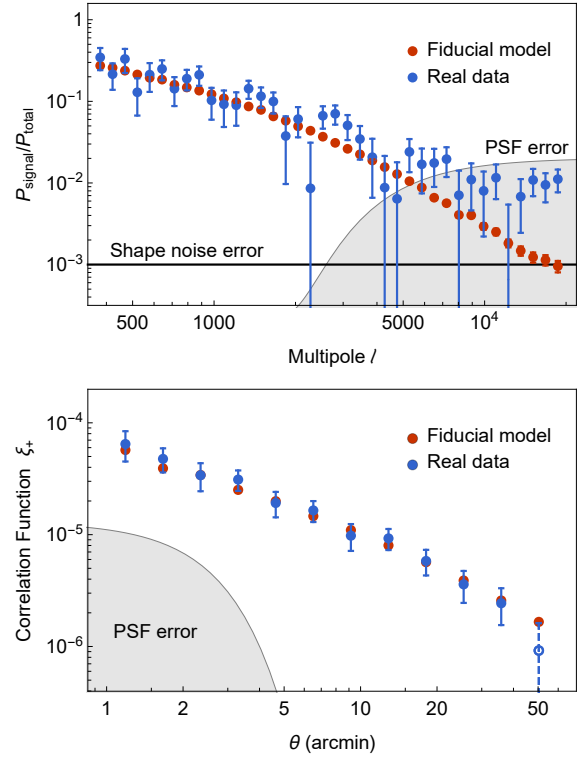 1
10⁻¹
10⁻²
10⁻³
P_signal/P_total
Fiducial model
Real data
PSF error
Shape noise error
500 1000 5000 10⁴
Multipole l
10⁻⁴
10⁻⁵
10⁻⁶
Correlation Function ξ₊
Fiducial model
Real data
PSF error
1 2 5 10 20 50
θ (arcmin)